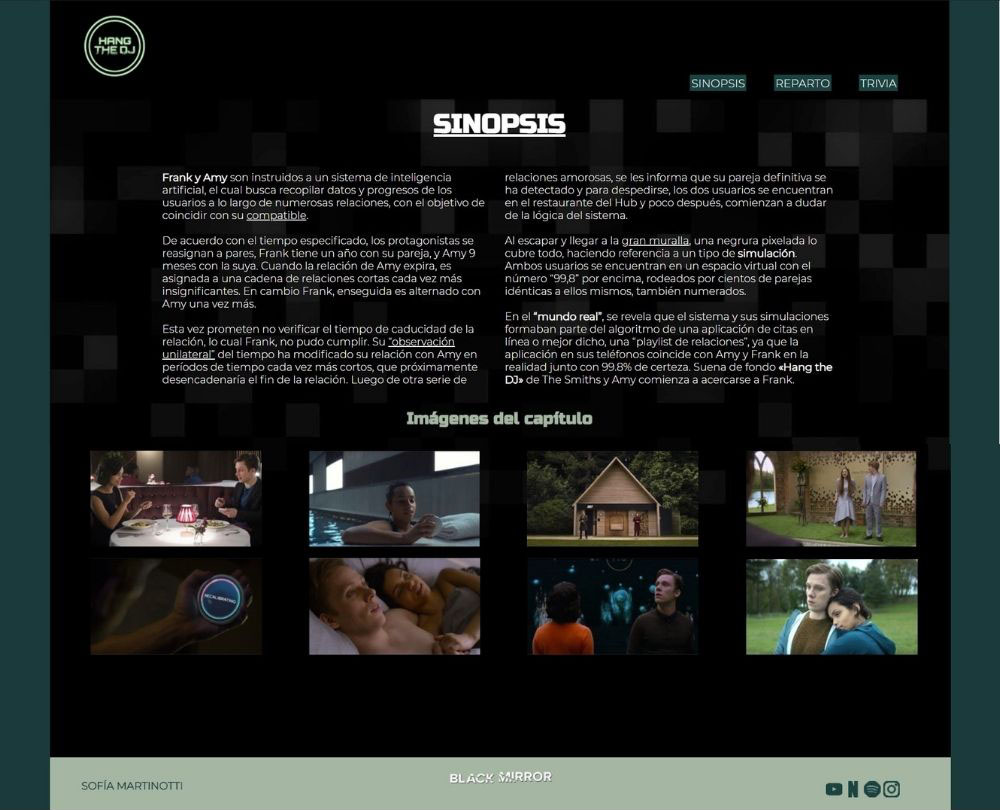 HANG
THE DJ
SINOPSIS
REPARTO
TRIVIA
SINOPSIS
Frank y Amy son instruidos a un sistema de inteligencia
artificial, el cual busca recopilar datos y progresos de los
usuarios a lo largo de numerosas relaciones, con el objetivo de
coincidir con su compatible.
De acuerdo con el tiempo especificado, los protagonistas se
reasignan a pares, Frank tiene un año con su pareja, y Amy 9
meses con la suya. Cuando la relación de Amy expira, es
asignada a una cadena de relaciones cortas cada vez más
insignificantes. En cambio Frank, enseguida es alternado con
Amy una vez más.
Esta vez prometen no verificar el tiempo de caducidad de la
relación, lo cual Frank, no pudo cumplir. Su "observación
unilateral" del tiempo ha modificado su relación con Amy en
períodos de tiempo cada vez más cortos, que próximamente
desencadenaría el fin de la relación. Luego de otra serie de
relaciones amorosas, se les informa que su pareja definitiva se
ha detectado y para despedirse, los dos usuarios se encuentran
en el restaurante del Hub y poco después, comienzan a dudar
de la lógica del sistema.
Al escapar y llegar a la gran muralla, una negrura pixelada lo
cubre todo, haciendo referencia a un tipo de simulación.
Ambos usuarios se encuentran en un espacio virtual con el
número "99,8" por encima, rodeados por cientos de parejas
idénticas a ellos mismos, también numerados.
En el "mundo real", se revela que el sistema y sus simulaciones
formaban parte del algoritmo de una aplicación de citas en
línea o mejor dicho, una "playlist de relaciones", ya que la
aplicación en sus teléfonos coincide con Amy y Frank en la
realidad junto con 99.8% de certeza. Suena de fondo «Hang the
DJ» de The Smiths y Amy comienza a acercarse a Frank.
Imágenes del capítulo
RECALIBRATING
SOFÍA MARTINOTTI
BLACK MIRROR